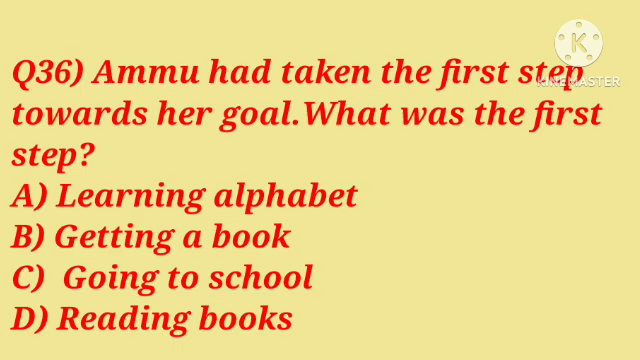 Q36) Ammu had taken the first step
KINEMASTER
towards her goal.What was the first
step?
A) Learning alphabet
B) Getting a book
C)  Going to school
D) Reading books